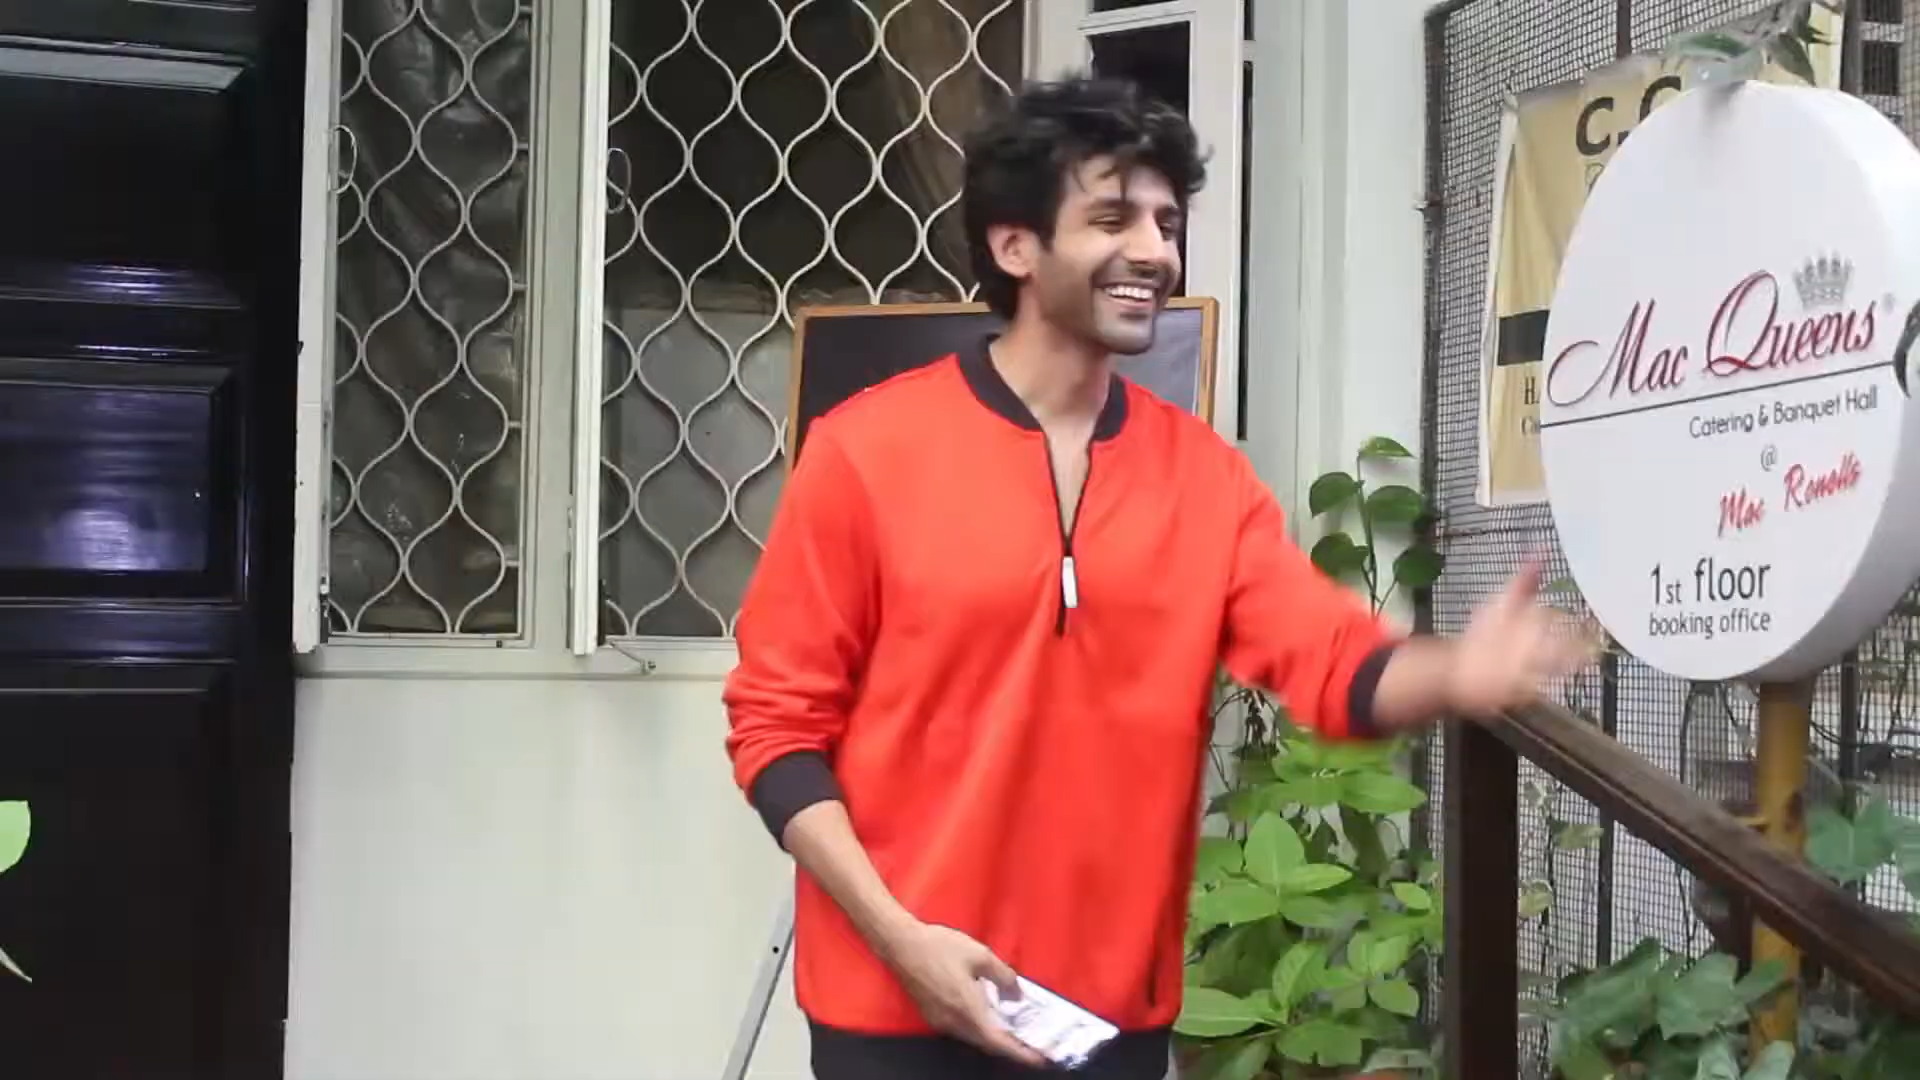 C.C
Mac Queens
Catering & Banquet Hall
@
Mac Ronells
1st floor
booking office